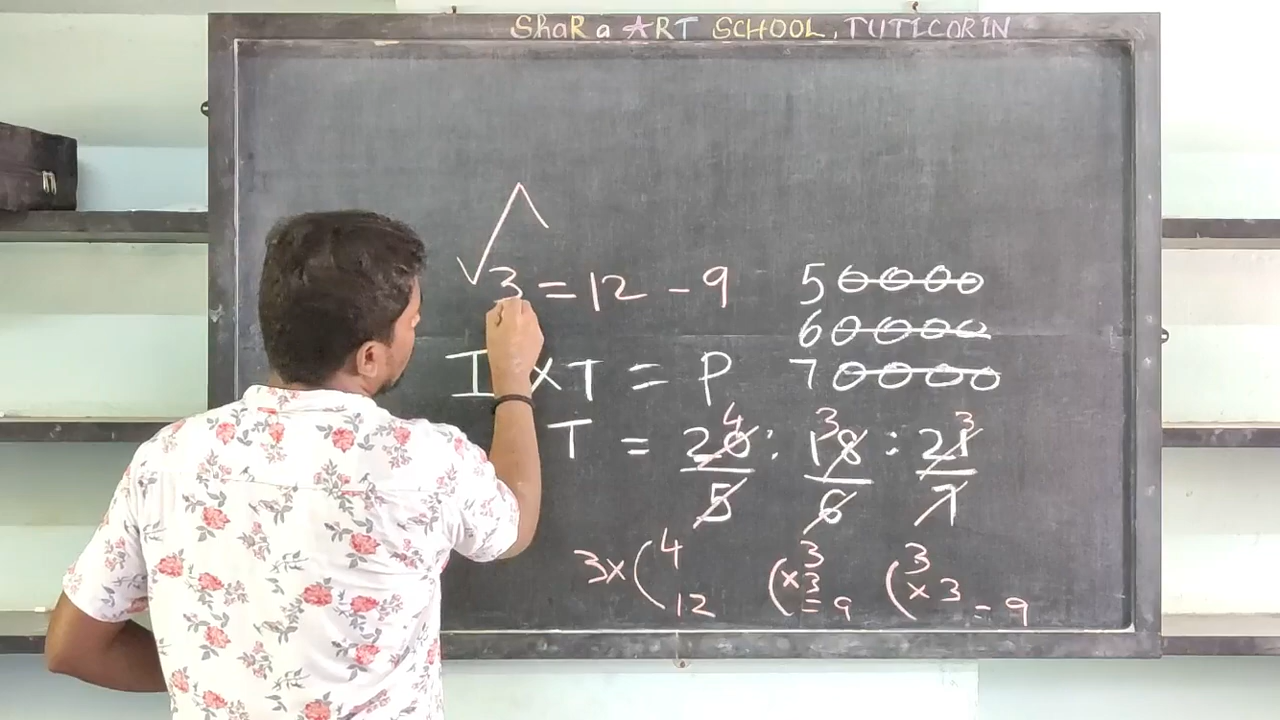 ShaRa ART SCHOOL, TUTICORIN
3 = 12 - 9 50000
60000
I × T = P 70000
4 3 3
T = 20/5 : 18/6 : 21/7
3×( 4 12 ( 3 ×3 = 9 ( 3 × 3 = 9